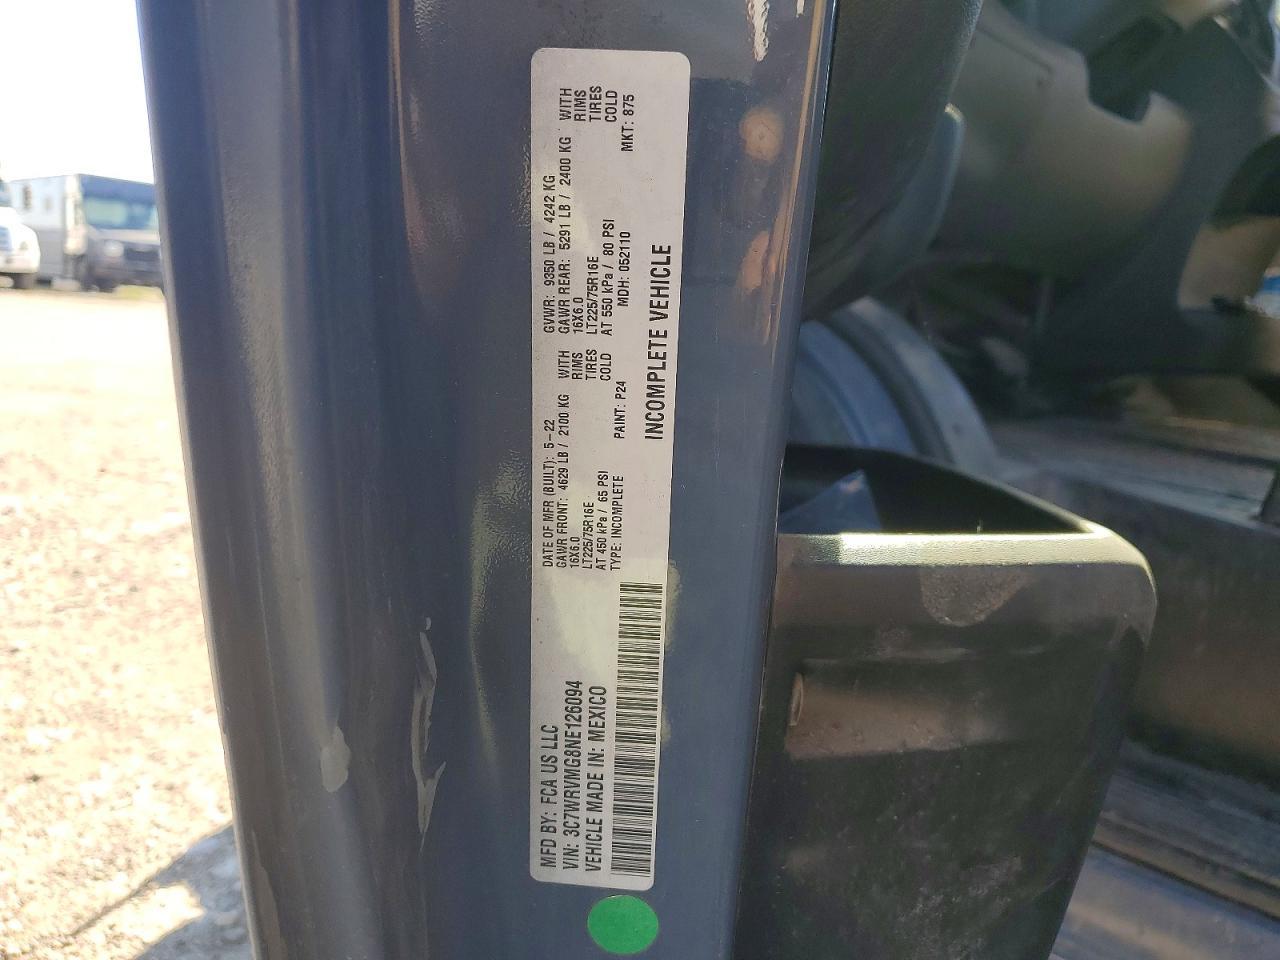 MFD BY: FCA US LLC
VIN: 3C7WRVMG8NE126094
VEHICLE MADE IN: MEXICO
DATE OF MFR (BUILT): 5-22
GAWR FRONT: 4629 LB / 2100 KG WITH
16X6.0 RIMS
LT225/75R16E TIRES
AT 450 kPa / 65 PSI COLD
TYPE: INCOMPLETE
GVWR: 9350 LB / 4242 KG
GAWR REAR: 5291 LB / 2400 KG WITH
16X6.0 RIMS
LT225/75R16E TIRES
AT 550 kPa / 80 PSI COLD
PAINT: P24 MDH: 052110 MKT: 875
INCOMPLETE VEHICLE